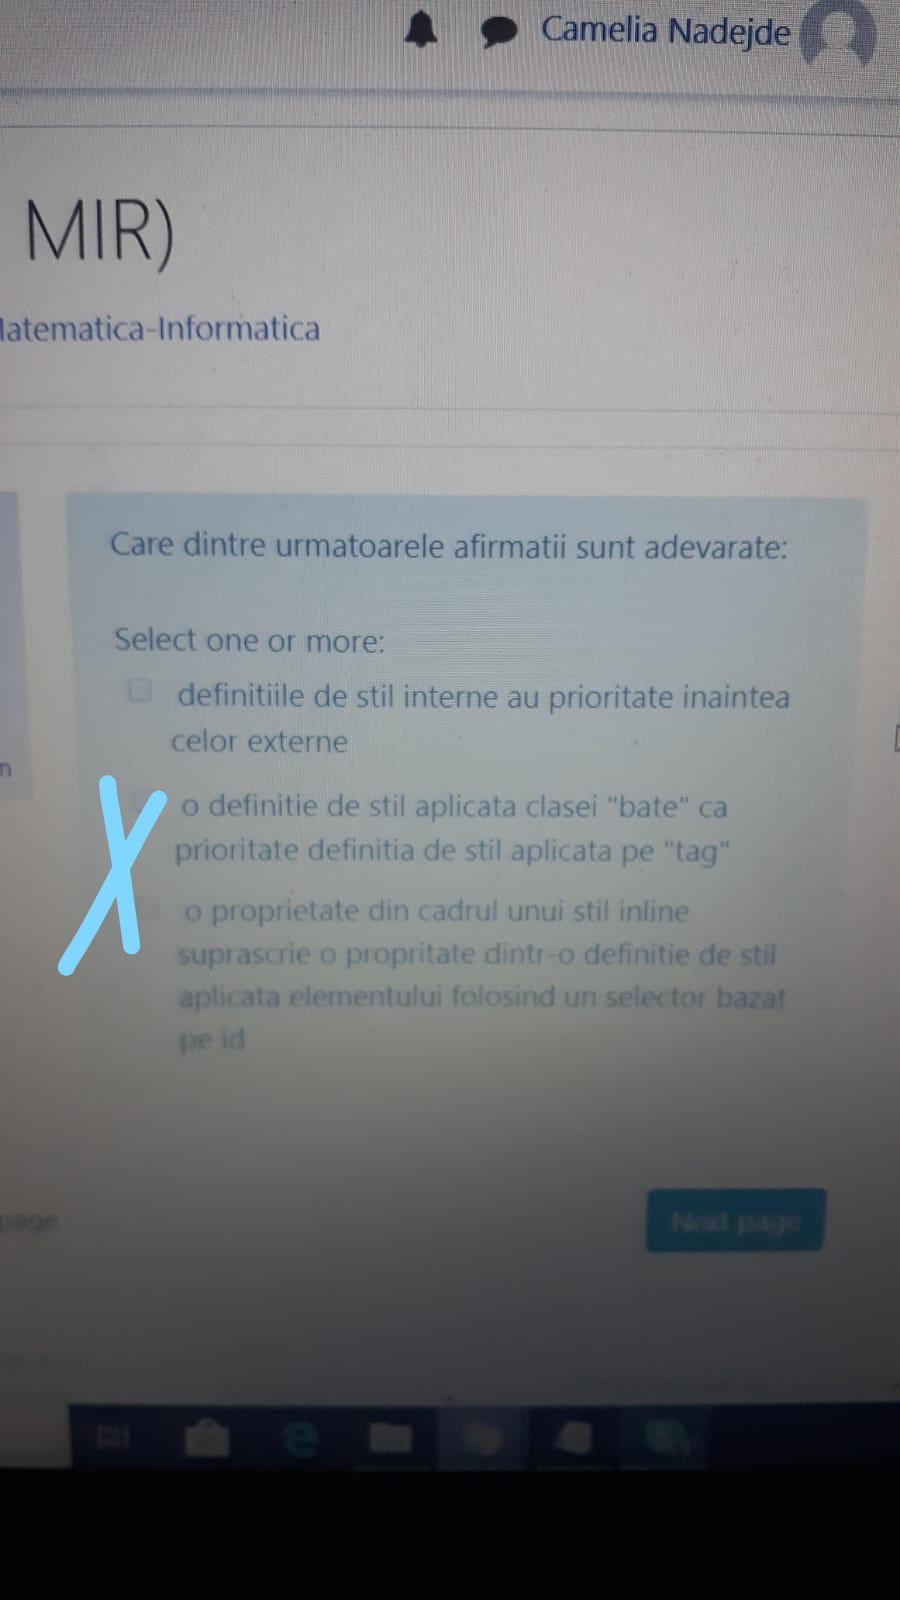 Camelia Nadejde
MIR)
latematica-Informatica
Care dintre urmatoarele afirmatii sunt adevarate:
Select one or more:
definitiile de stil interne au prioritate inaintea
celor externe
n
o definitie de stil aplicata clasei "bate" ca
prioritate definitia de stil aplicata pe "tag"
o proprietate din cadrul unui stil inline
suprascrie o propritate dintr-o definitie de stil
aplicata elementului folosind un selector bazat
pe id
page
Next page